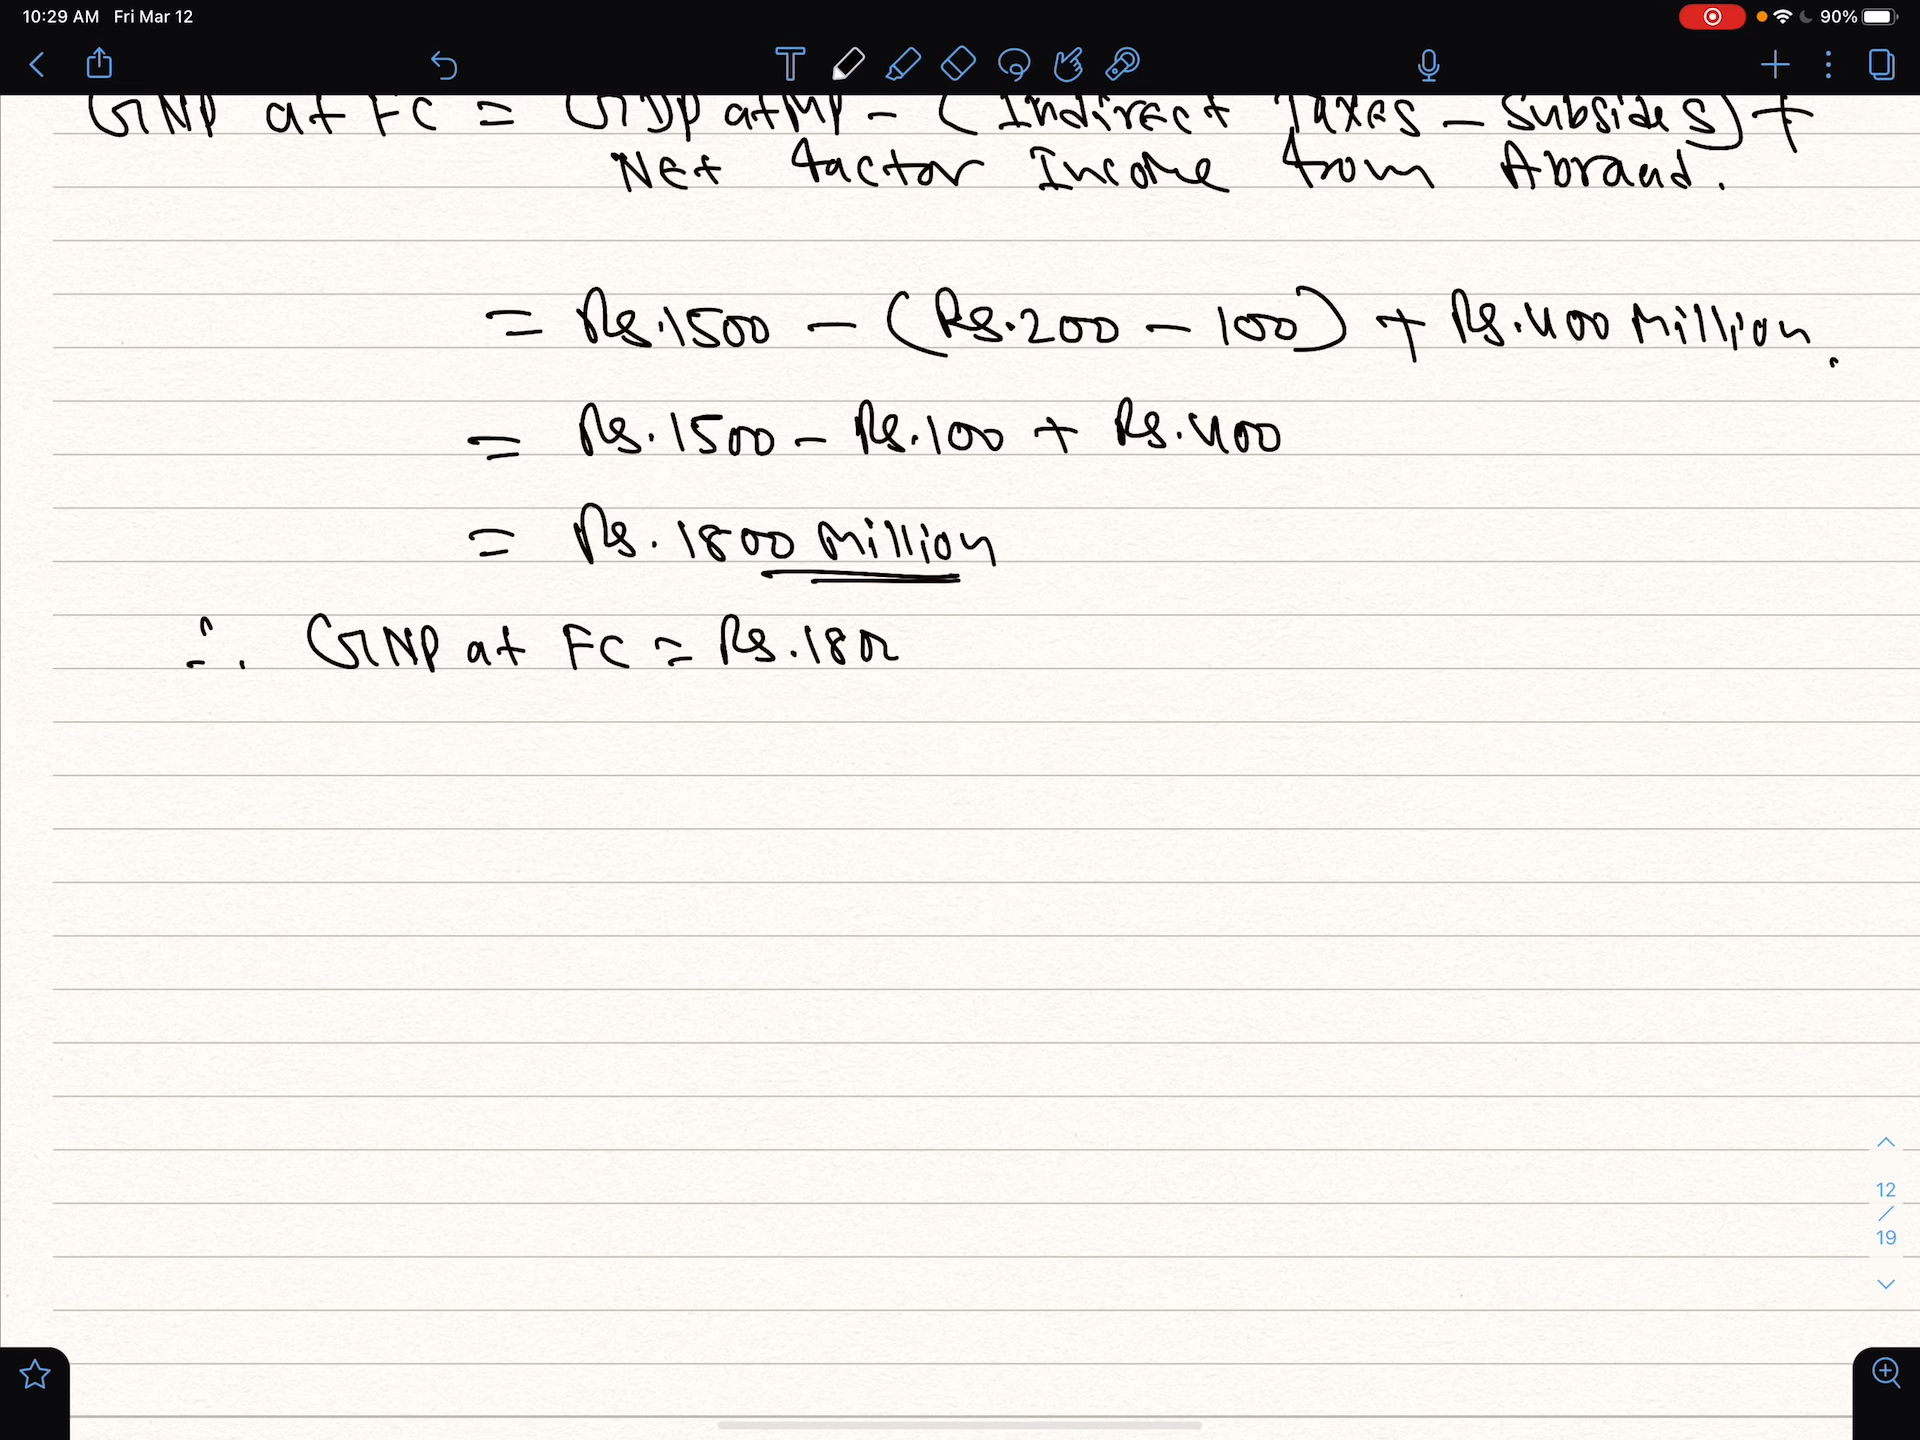 10:29 AM Fri Mar 12 90%
GNP at FC = GDP at MP - (Indirect Taxes - Subsides) +
Net factor Income from Abroad.
= Rs.1500 - (Rs.200 - 100) + Rs.400 Million.
= Rs.1500 - Rs.100 + Rs.400
= Rs.1800 Million
∴ GNP at FC = Rs.180
12
/
19